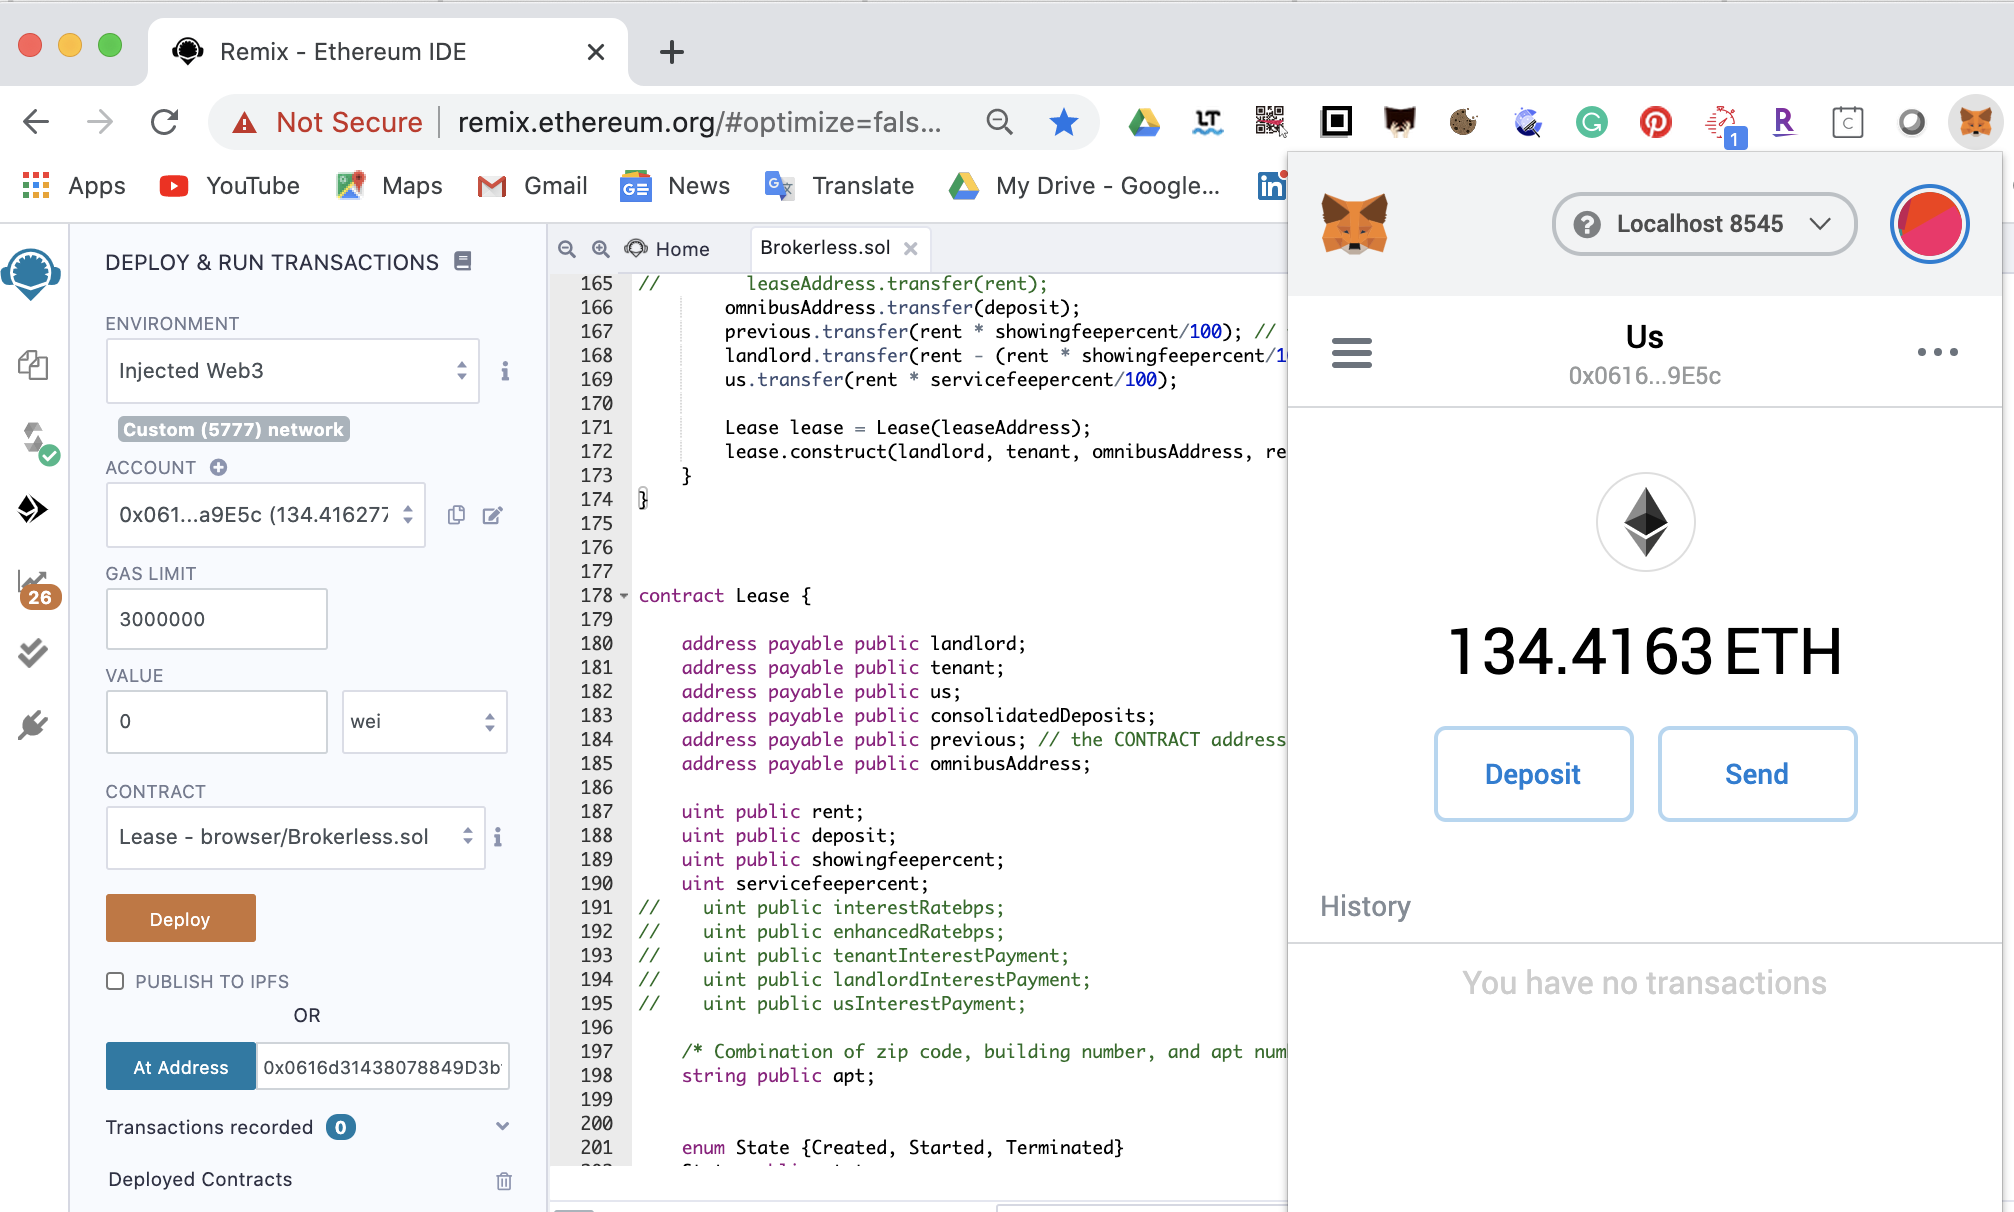 Remix - Ethereum IDE
Not Secure
remix.ethereum.org/#optimize=fals...
LT
G
1
R
C
Apps
YouTube
Maps
Gmail
GE
News
Translate
My Drive - Google...
in
DEPLOY & RUN TRANSACTIONS
ENVIRONMENT
Injected Web3
i
Custom (5777) network
ACCOUNT
0x061...a9E5c (134.416277
GAS LIMIT
3000000
26
VALUE
0
wei
CONTRACT
Lease - browser/Brokerless.sol
i
Deploy
PUBLISH TO IPFS
OR
At Address
0x0616d31438078849D3b
Transactions recorded
0
Deployed Contracts
Home
Brokerless.sol
165 // leaseAddress.transfer(rent);
166 omnibusAddress.transfer(deposit);
167 previous.transfer(rent * showingfeepercent/100); //
168 landlord.transfer(rent - (rent * showingfeepercent/1
169 us.transfer(rent * servicefeepercent/100);
170
171 Lease lease = Lease(leaseAddress);
172 lease.construct(landlord, tenant, omnibusAddress, re
173 }
174 }
175
176
177
178 contract Lease {
179
180 address payable public landlord;
181 address payable public tenant;
182 address payable public us;
183 address payable public consolidatedDeposits;
184 address payable public previous; // the CONTRACT address
185 address payable public omnibusAddress;
186
187 uint public rent;
188 uint public deposit;
189 uint public showingfeepercent;
190 uint servicefeepercent;
191 // uint public interestRatebps;
192 // uint public enhancedRatebps;
193 // uint public tenantInterestPayment;
194 // uint public landlordInterestPayment;
195 // uint public usInterestPayment;
196
197 /* Combination of zip code, building number, and apt num
198 string public apt;
199
200
201 enum State {Created, Started, Terminated}
Localhost 8545
Us
0x0616...9E5c
134.4163 ETH
Deposit
Send
History
You have no transactions